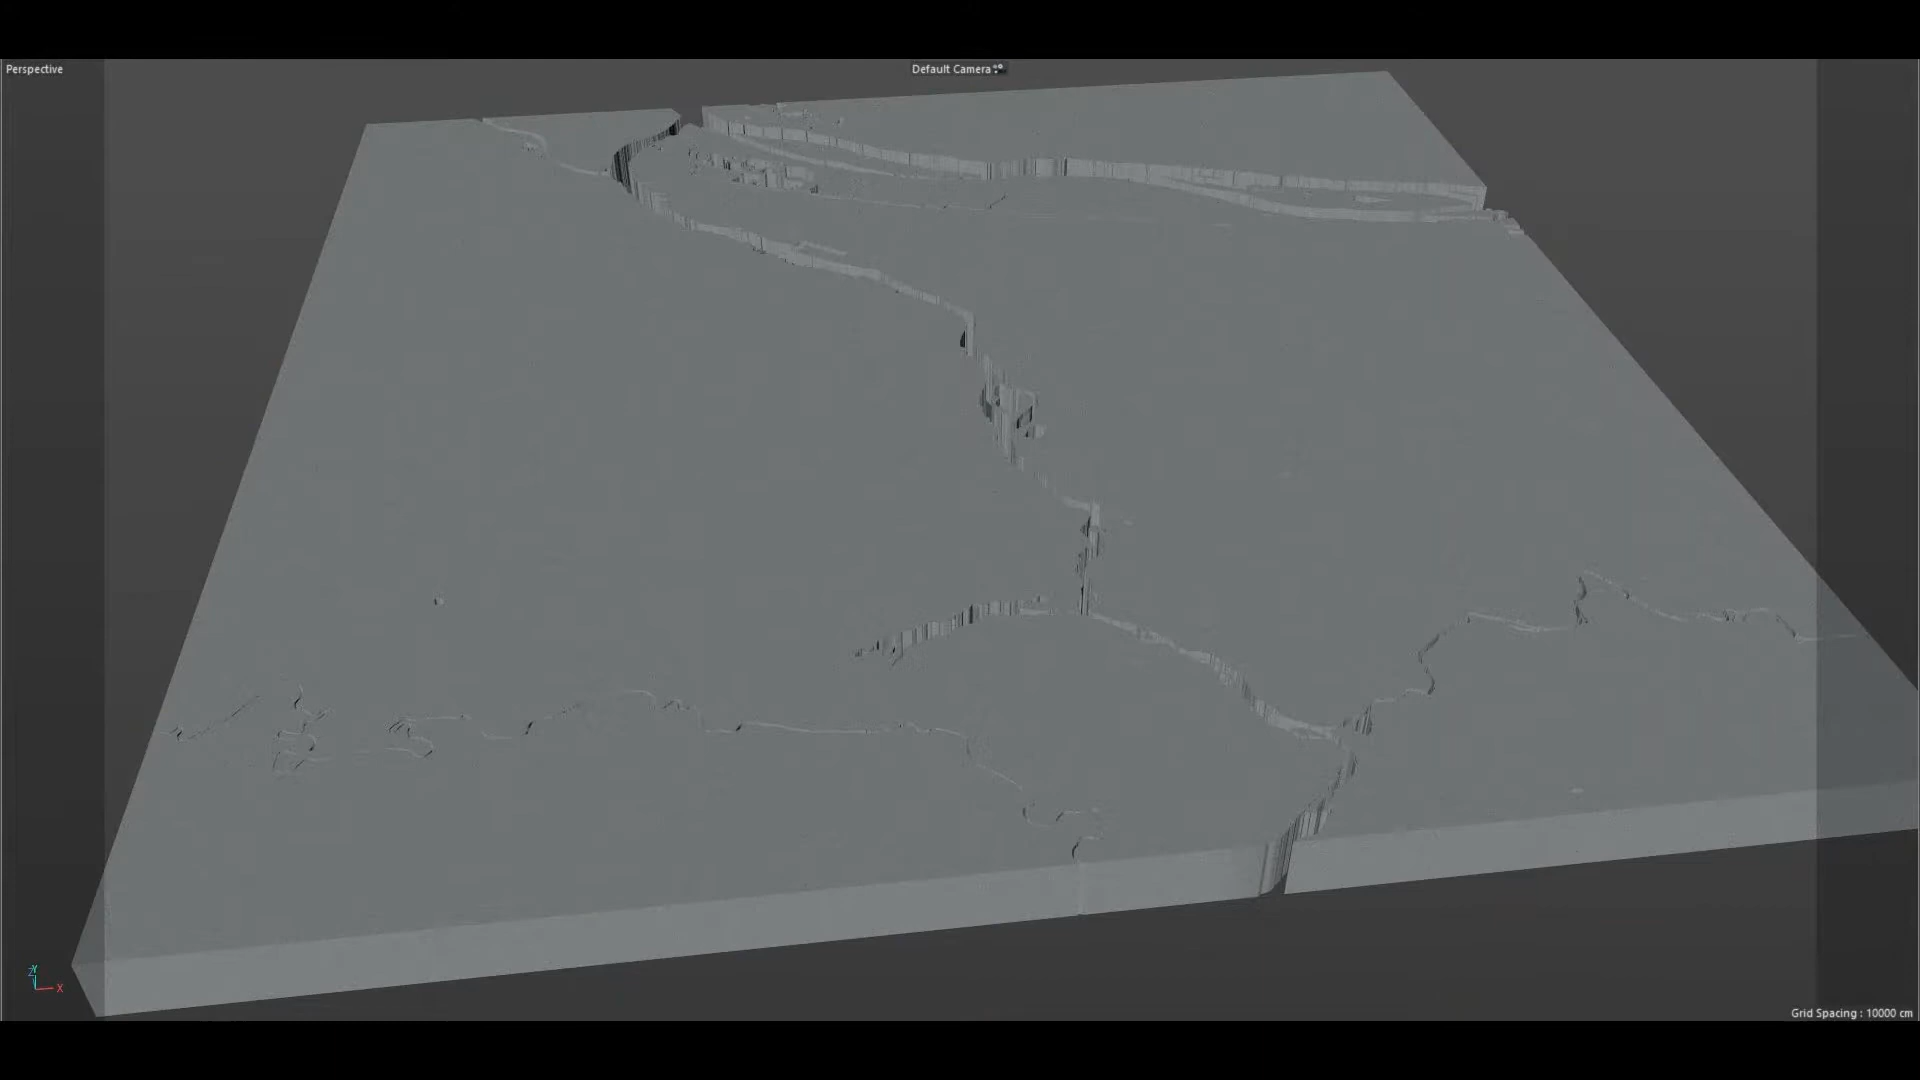 Perspective
Default Camera
Y
Z
X
Grid Spacing : 10000 cm